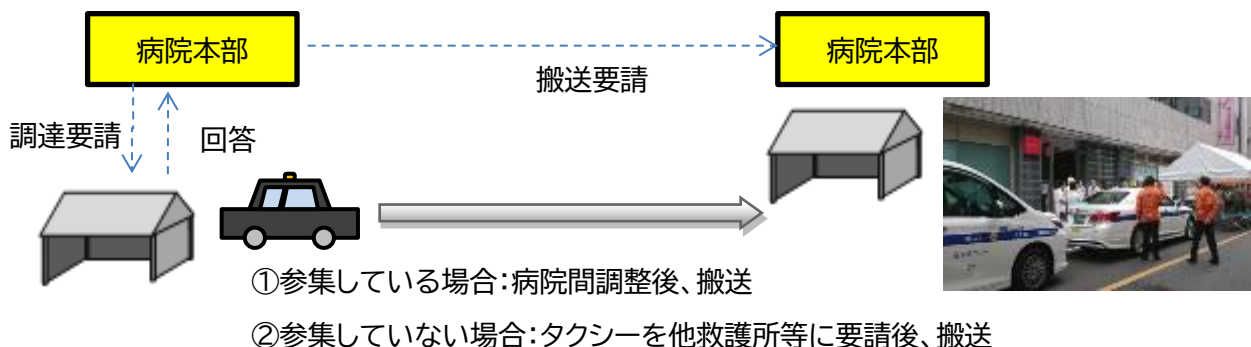 病院本部
病院本部
搬送要請
調達要請
回答
①参集している場合:病院間調整後、搬送
②参集していない場合:タクシーを他救護所等に要請後、搬送